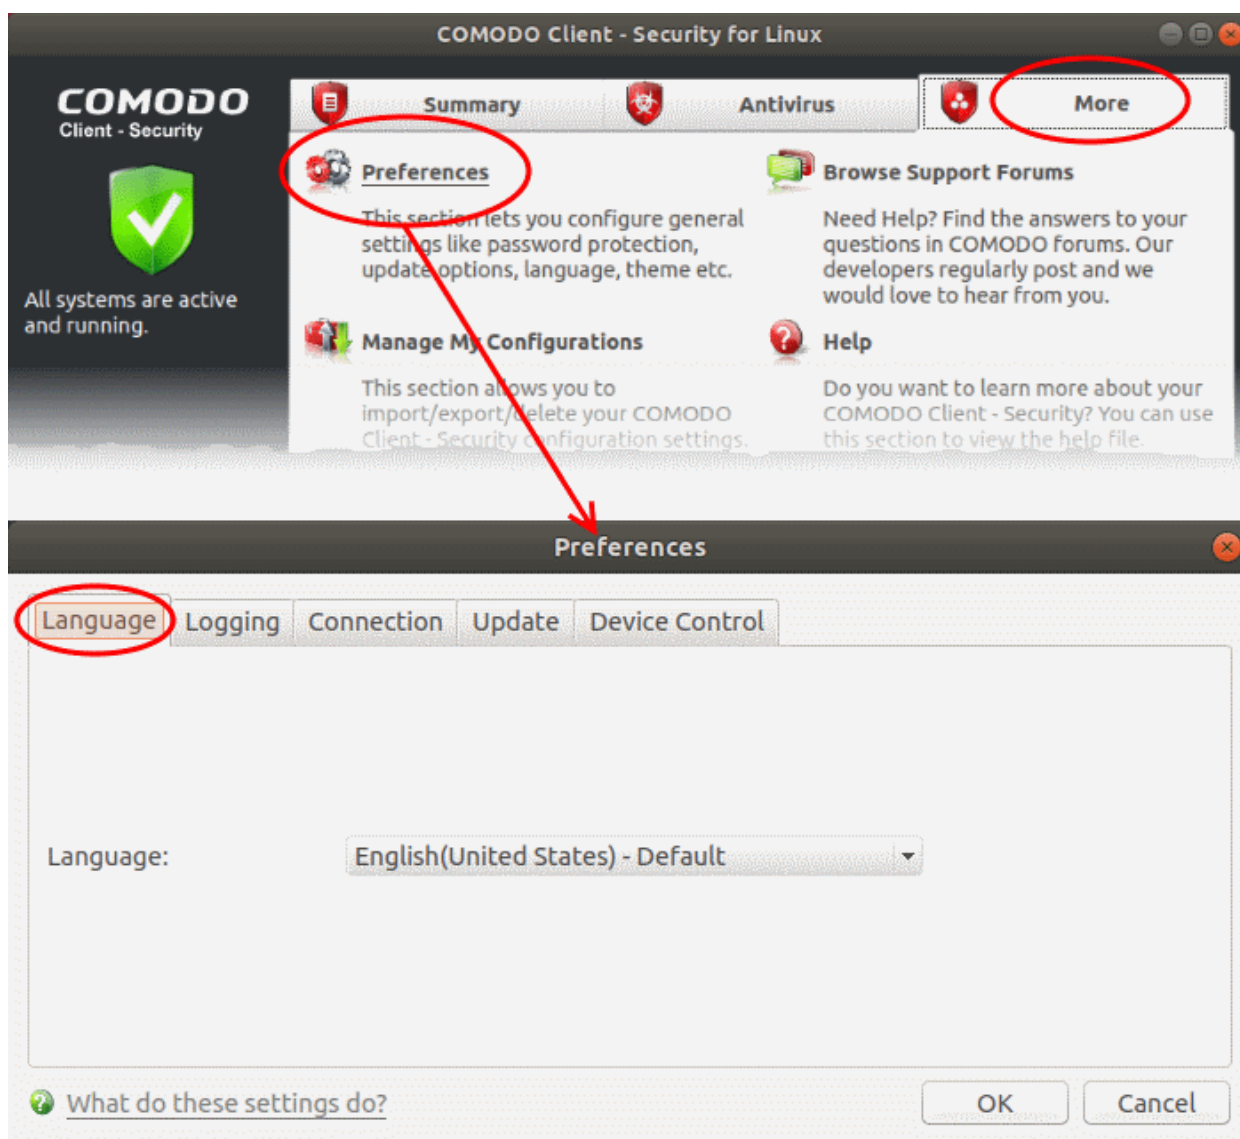 COMODO Client - Security for Linux
COMODO
Client - Security
Summary
Antivirus
More
All systems are active
and running.
Preferences
This section lets you configure general
settings like password protection,
update options, language, theme etc.
Browse Support Forums
Need Help? Find the answers to your
questions in COMODO forums. Our
developers regularly post and we
would love to hear from you.
Manage My Configurations
This section allows you to
import/export/delete your COMODO
Client - Security configuration settings.
Help
Do you want to learn more about your
COMODO Client - Security? You can use
this section to view the help file.
Preferences
Language
Logging
Connection
Update
Device Control
Language:
English(United States) - Default
What do these settings do?
OK
Cancel